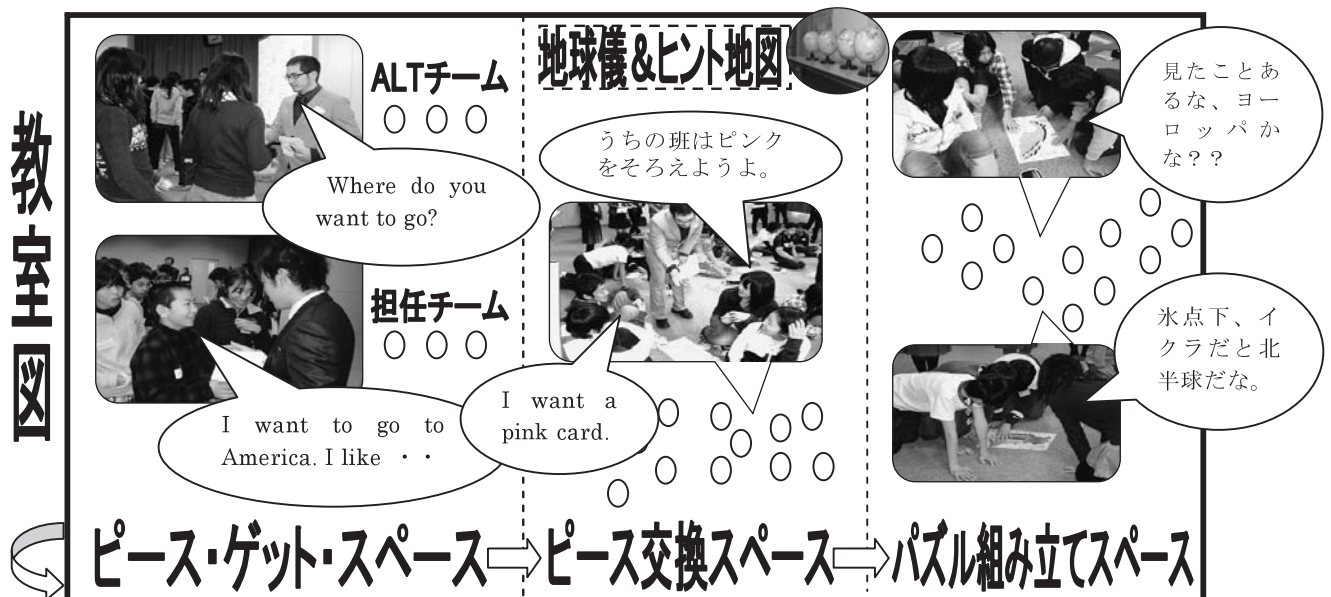 教室図
ALTチーム
Where do you
want to go?
担任チーム
I want to go to
America. I like ・・
ピース・ゲット・スペース
地球儀&ヒント地図
うちの班はピンク
をそろえようよ。
I want a
pink card.
ピース交換スペース
見たことあ
るな、ヨー
ロッパか
な??
氷点下、イ
クラだと北
半球だな。
パズル組み立てスペース